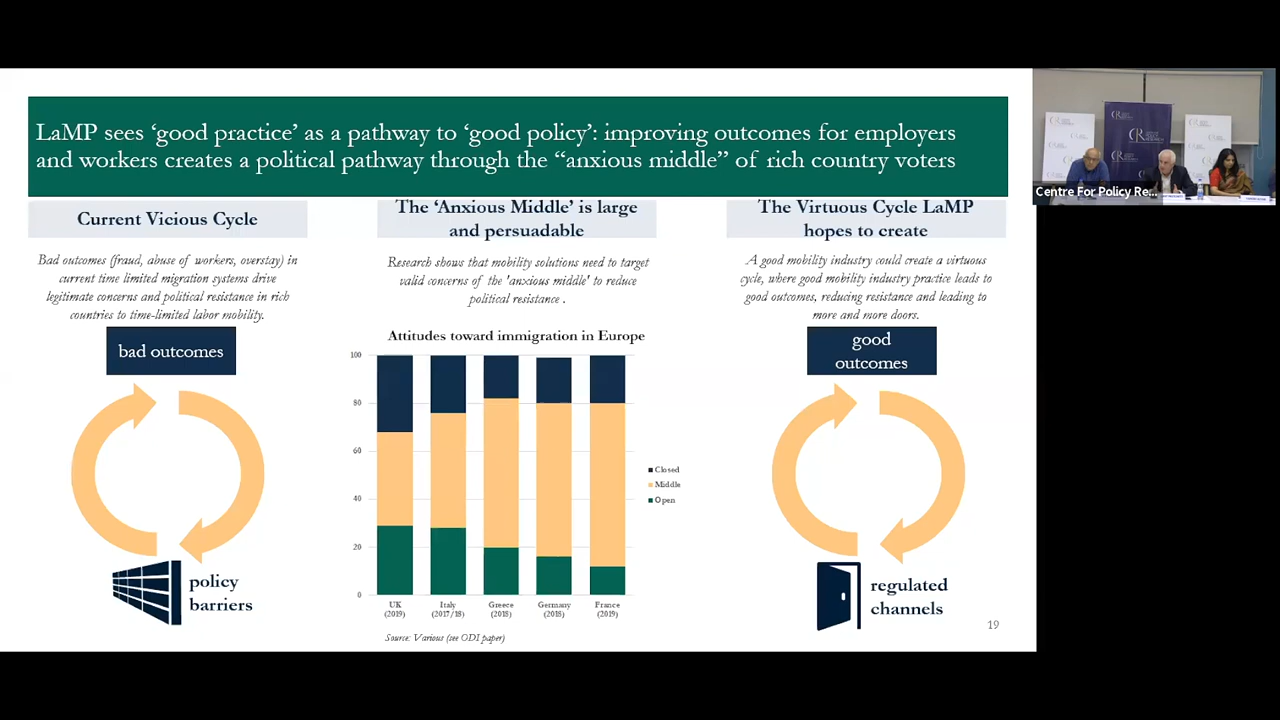 LaMP sees ‘good practice’ as a pathway to ‘good policy’: improving outcomes for employers
and workers creates a political pathway through the “anxious middle” of rich country voters
Current Vicious Cycle
Bad outcomes (fraud, abuse of workers, overstay) in
current time limited migration systems drive
legitimate concerns and political resistance in rich
countries to time-limited labor mobility.
bad outcomes
policy
barriers
The ‘Anxious Middle’ is large
and persuadable
Research shows that mobility solutions need to target
valid concerns of the 'anxious middle' to reduce
political resistance .
Attitudes toward immigration in Europe
100
80
60
40
20
0
Closed
Middle
Open
UK
(2019)
Italy
(2017/18)
Greece
(2018)
Germany
(2018)
France
(2019)
Source: Various (see ODI paper)
The Virtuous Cycle LaMP
hopes to create
A good mobility industry could create a virtuous
cycle, where good mobility industry practice leads to
good outcomes, reducing resistance and leading to
more and more doors.
good
outcomes
regulated
channels
19
Centre For Policy Re...